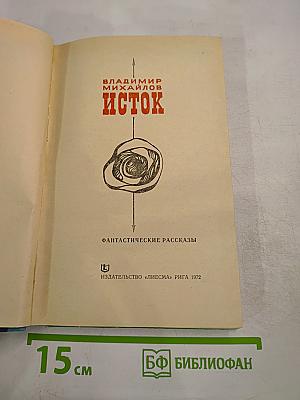 ВЛАДИМИР
МИХАЙЛОВ
ИСТОК
ФАНТАСТИЧЕСКИЕ РАССКАЗЫ
ИЗДАТЕЛЬСТВО «ЛИЕСМА» РИГА 1972
15 см
БФ БИБЛИОФАН